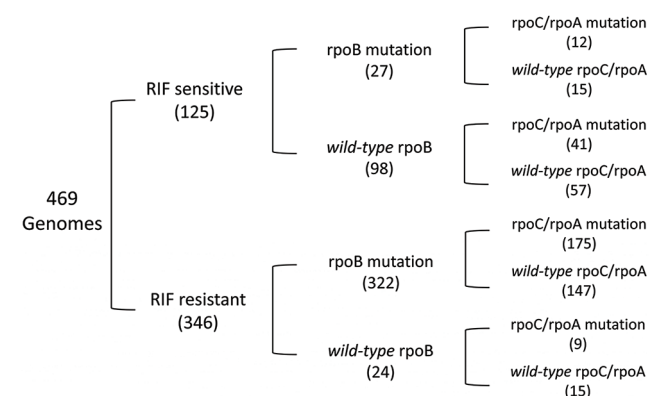 469
Genomes
RIF sensitive
(125)
rpoB mutation
(27)
rpoC/rpoA mutation
(12)
wild-type rpoC/rpoA
(15)
wild-type rpoB
(98)
rpoC/rpoA mutation
(41)
wild-type rpoC/rpoA
(57)
RIF resistant
(346)
rpoB mutation
(322)
rpoC/rpoA mutation
(175)
wild-type rpoC/rpoA
(147)
wild-type rpoB
(24)
rpoC/rpoA mutation
(9)
wild-type rpoC/rpoA
(15)